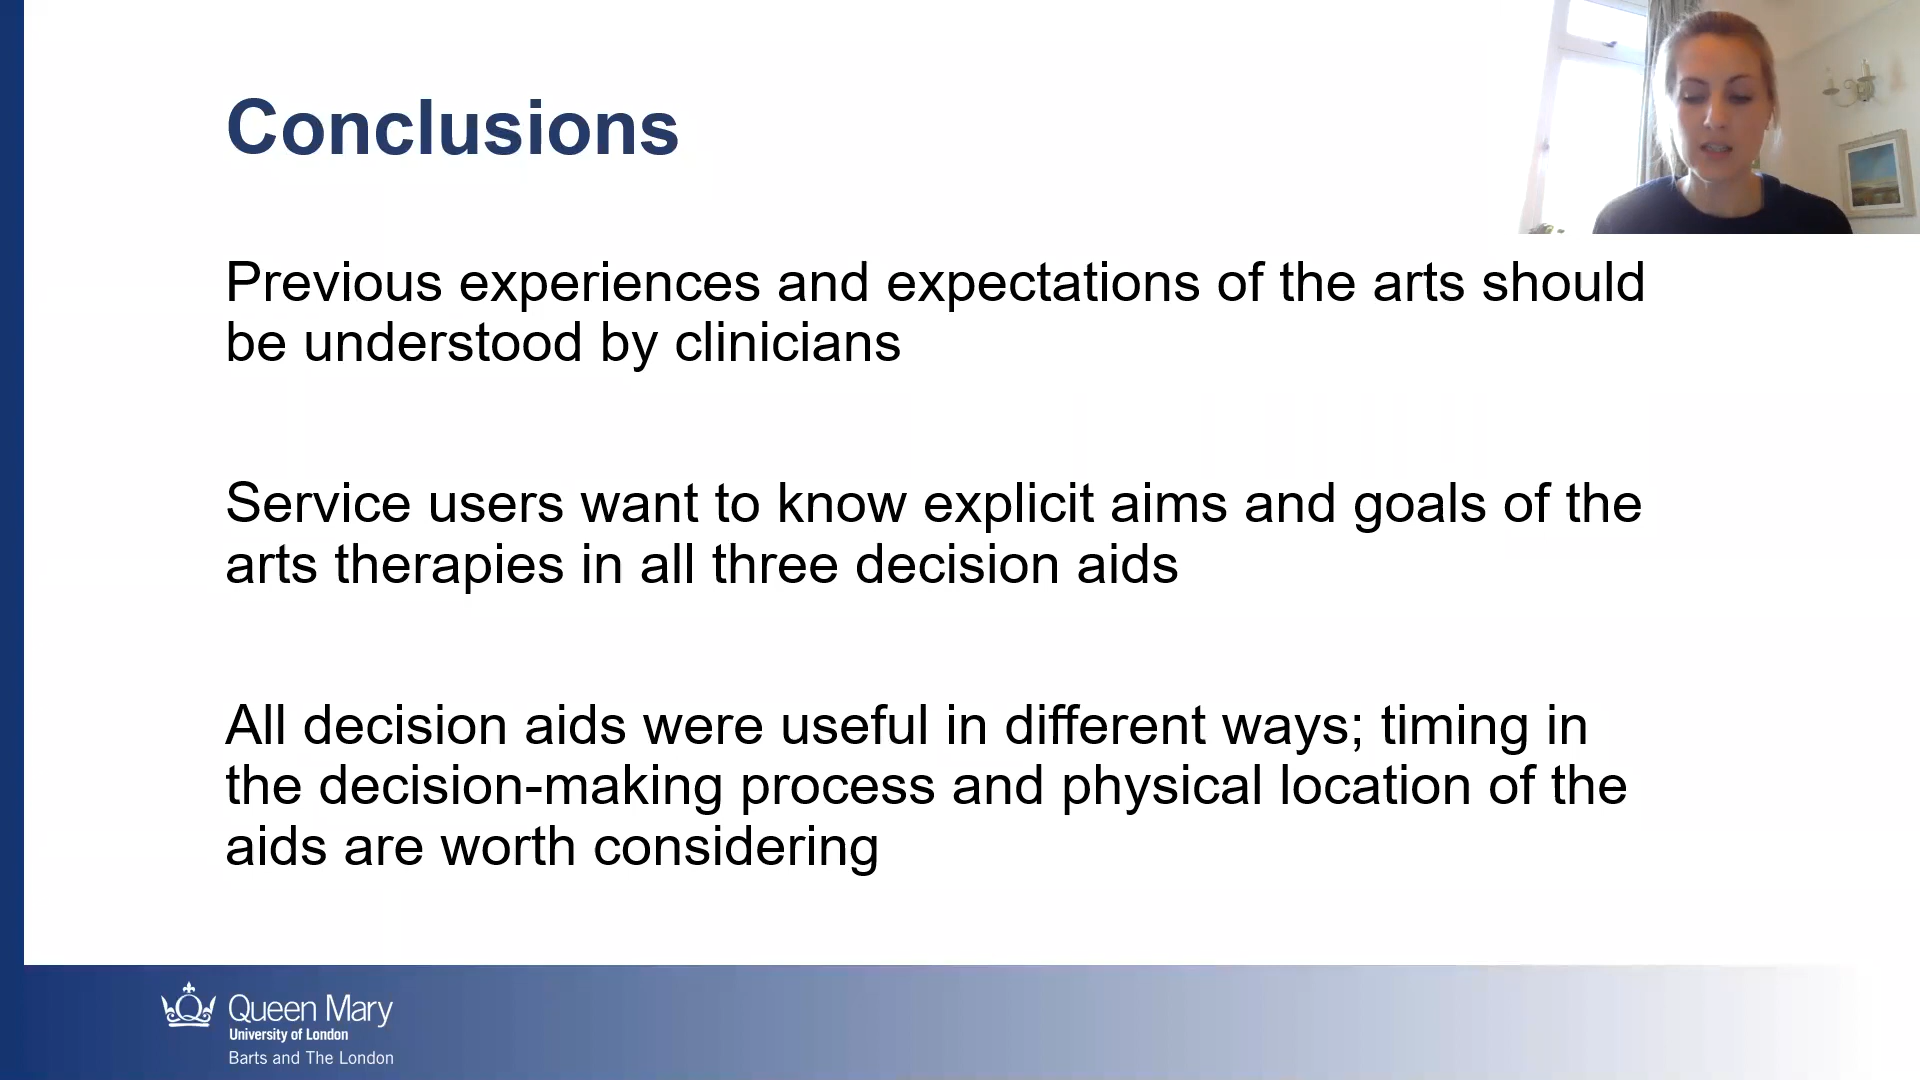 Conclusions
Previous experiences and expectations of the arts should
be understood by clinicians
Service users want to know explicit aims and goals of the
arts therapies in all three decision aids
All decision aids were useful in different ways; timing in
the decision-making process and physical location of the
aids are worth considering
Queen Mary
University of London
Barts and The London